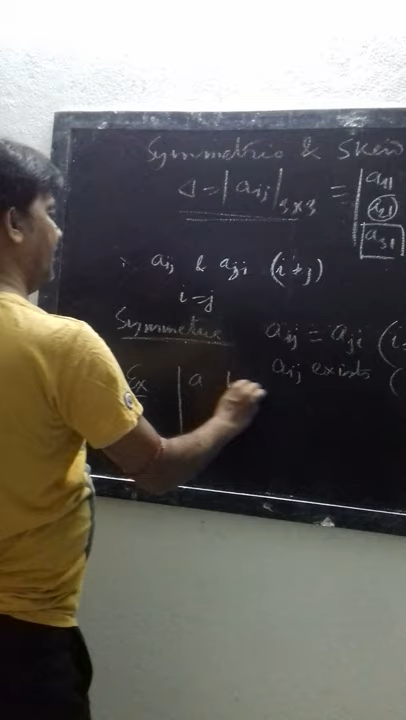 Symmetric & Skew
Δ = |aij|3×3 = |a11
a21
a31
∴ aij & aji (i≠j)
i=j
Symmetric aij = aji (i
aij exists (
Ex |a